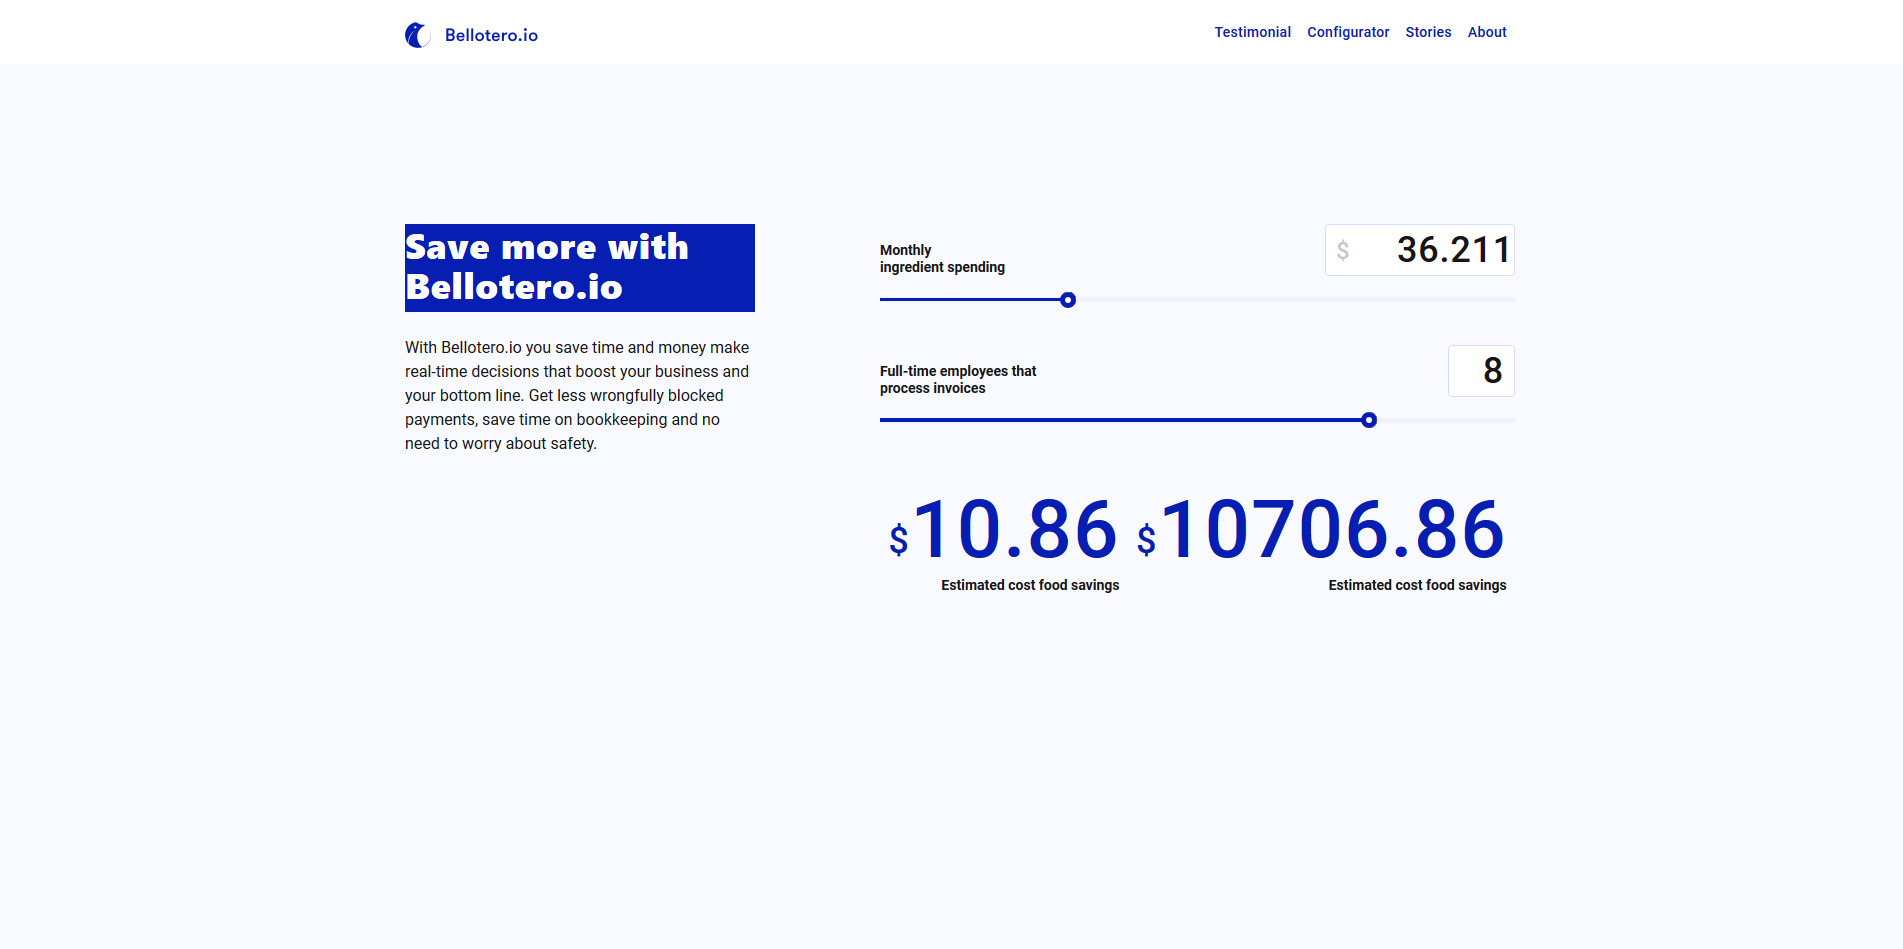 Bellotero.io
Testimonial Configurator Stories About
Save more with
Bellotero.io
With Bellotero.io you save time and money make
real-time decisions that boost your business and
your bottom line. Get less wrongfully blocked
payments, save time on bookkeeping and no
need to worry about safety.
Monthly
ingredient spending
$ 36.211
Full-time employees that
process invoices
8
$10.86 $10706.86
Estimated cost food savings Estimated cost food savings